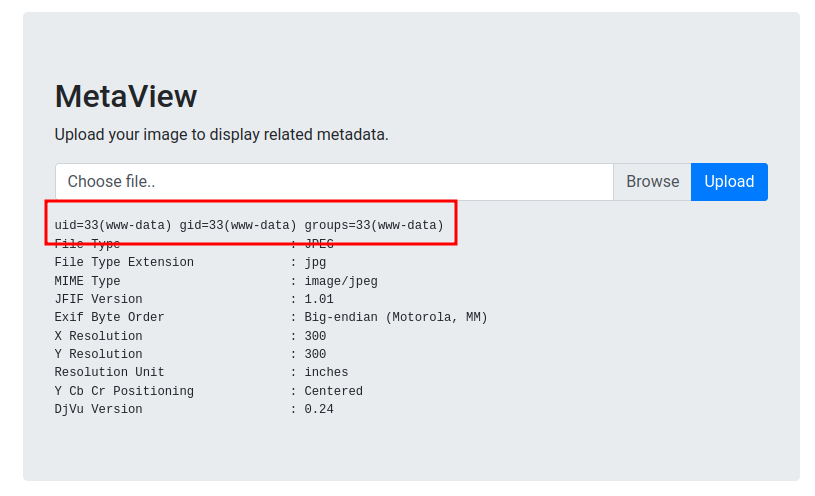 MetaView
Upload your image to display related metadata.
Choose file.. Browse Upload
uid=33(www-data) gid=33(www-data) groups=33(www-data)
File Type : JPEG
File Type Extension : jpg
MIME Type : image/jpeg
JFIF Version : 1.01
Exif Byte Order : Big-endian (Motorola, MM)
X Resolution : 300
Y Resolution : 300
Resolution Unit : inches
Y Cb Cr Positioning : Centered
DjVu Version : 0.24